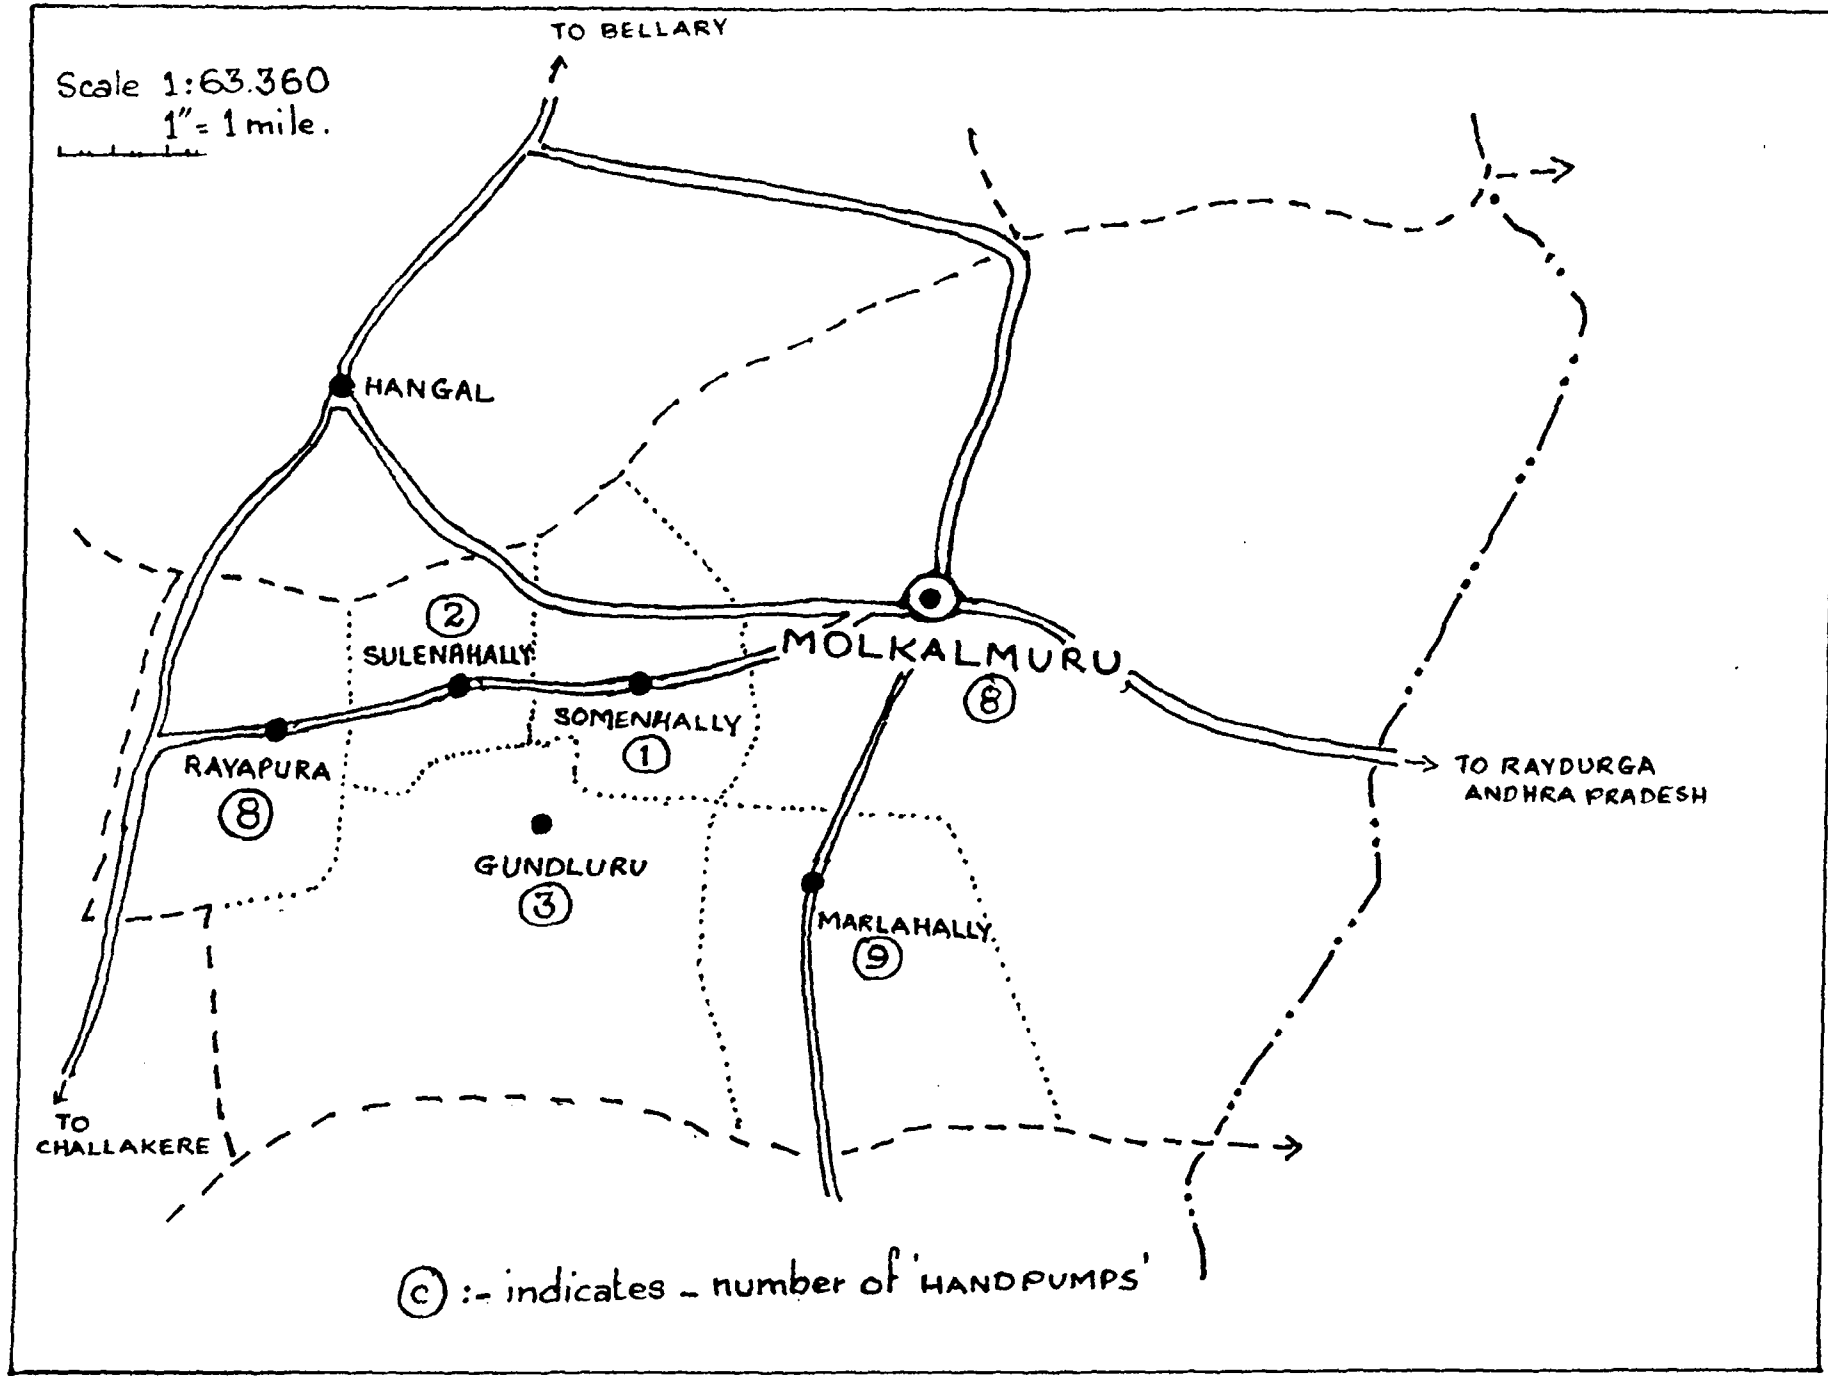 TO BELLARY
Scale 1:63.360
1"= 1 mile.
HANGAL
2
SULENAHALLY
MOLKALMURU
8
SOMENHALLY
1
RAYAPURA
8
TO RAYDURGA
ANDHRA PRADESH
GUNDLURU
3
MARLAHALLY
9
TO
CHALLAKERE
C :- indicates - number of 'HANDPUMPS'